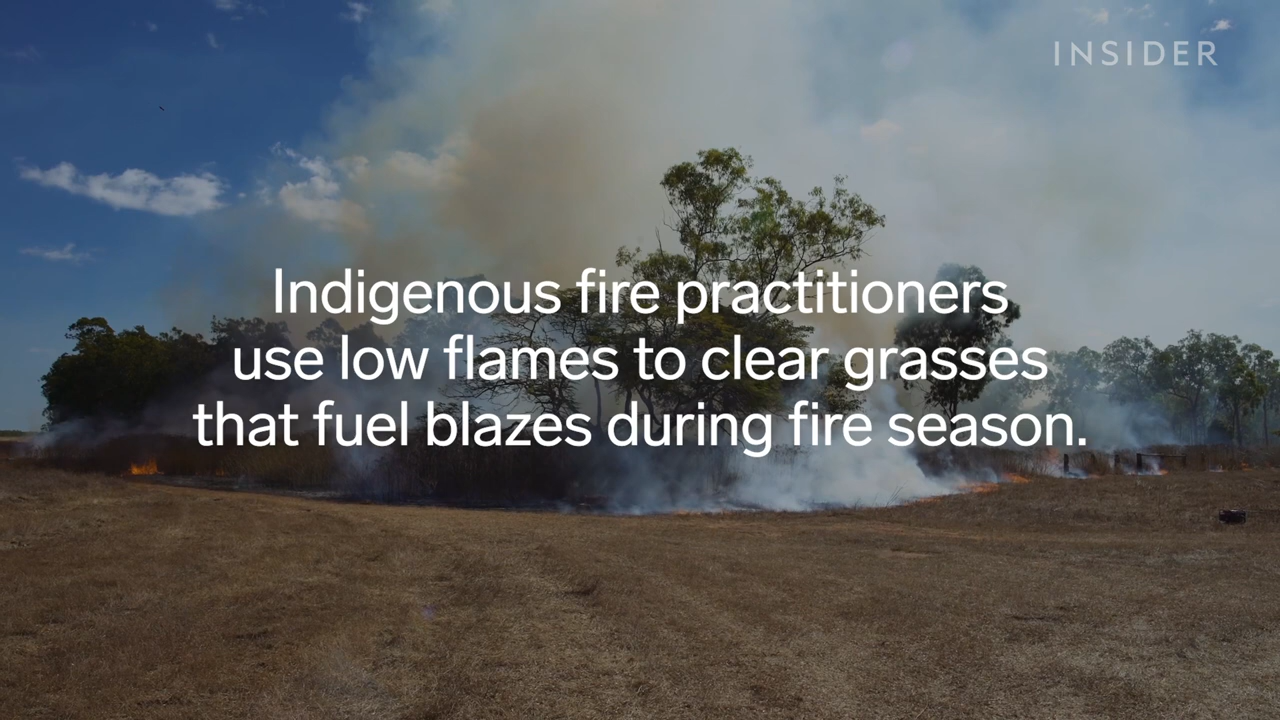 INSIDER
Indigenous fire practitioners
use low flames to clear grasses
that fuel blazes during fire season.